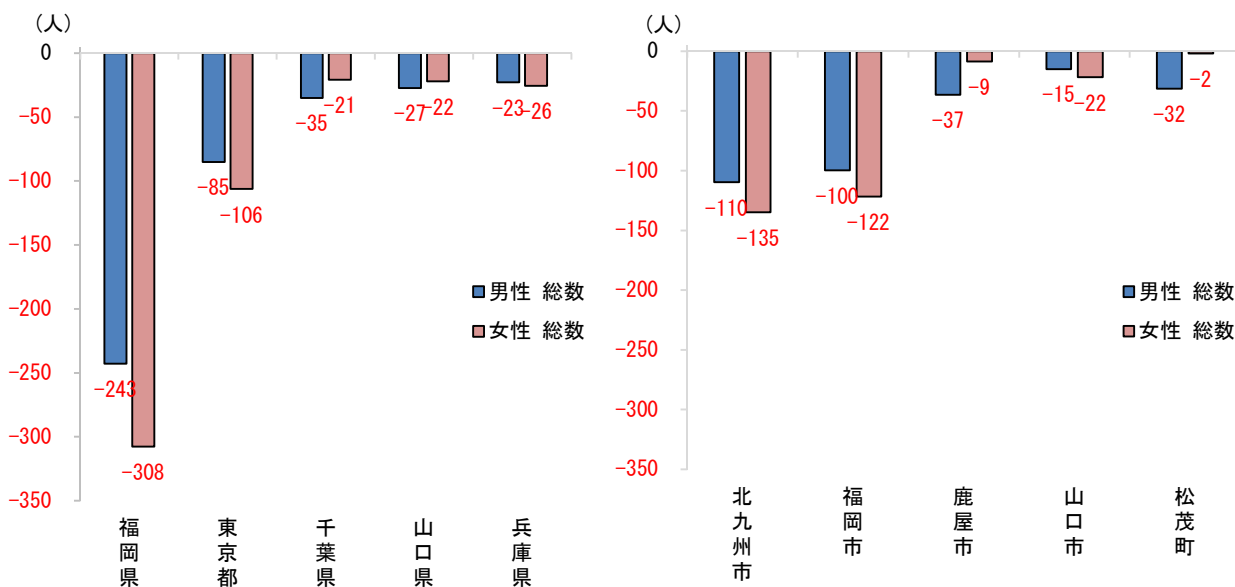 (人)
0
-50
-100
-150
-200
-250
-300
-350
-243
-308
-85
-106
-35
-21
-27
-22
-23
-26
男性 総数
女性 総数
福岡県
東京都
千葉県
山口県
兵庫県
(人)
0
-50
-100
-150
-200
-250
-300
-350
-110
-135
-100
-122
-37
-9
-15
-22
-32
-2
男性 総数
女性 総数
北九州市
福岡市
鹿屋市
山口市
松茂町